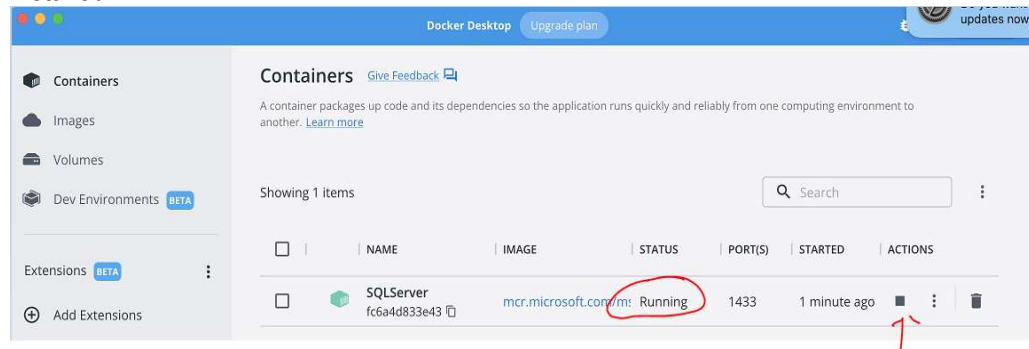 Docker Desktop Upgrade plan
updates now
Containers
Images
Volumes
Dev Environments BETA
Extensions BETA
Add Extensions
Containers Give Feedback
A container packages up code and its dependencies so the application runs quickly and reliably from one computing environment to
another. Learn more
Showing 1 items
Search
NAME IMAGE STATUS PORT(S) STARTED ACTIONS
SQLServer
fc6a4d833e43
mcr.microsoft.com/m Running 1433 1 minute ago